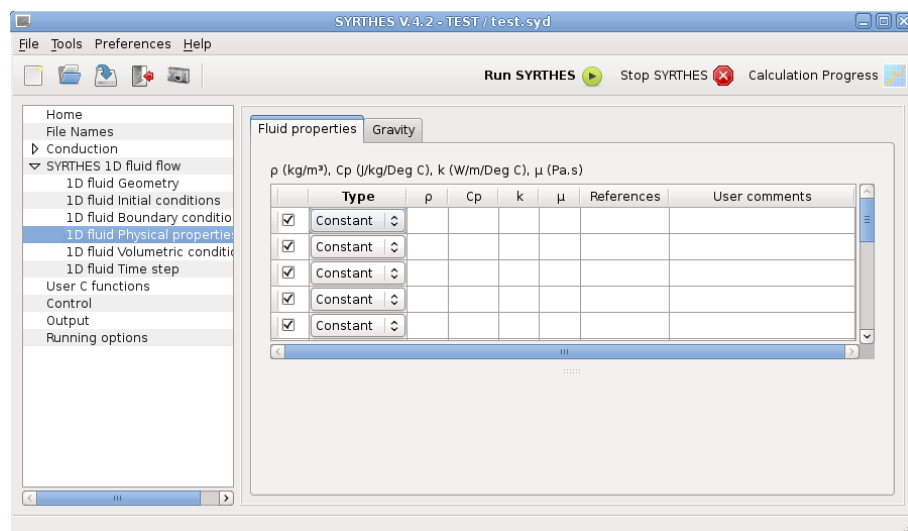 SYRTHES V.4.2 - TEST / test.syd
File Tools Preferences Help
Run SYRTHES Stop SYRTHES Calculation Progress
Home
File Names
Conduction
SYRTHES 1D fluid flow
1D fluid Geometry
1D fluid Initial conditions
1D fluid Boundary conditio
1D fluid Physical propertie
1D fluid Volumetric conditi
1D fluid Time step
User C functions
Control
Output
Running options
Fluid properties Gravity
ρ (kg/m³), Cp (J/kg/Deg C), k (W/m/Deg C), μ (Pa.s)
Type ρ Cp k μ References User comments
Constant
Constant
Constant
Constant
Constant